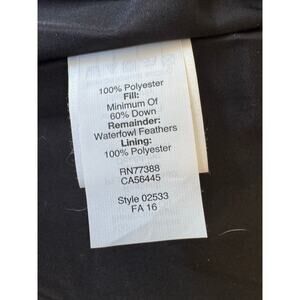 100% Polyester
Fill:
Minimum Of
60% Down
Remainder:
Waterfowl Feathers
Lining:
100% Polyester
RN77388
CA56445
Style 02533
FA 16